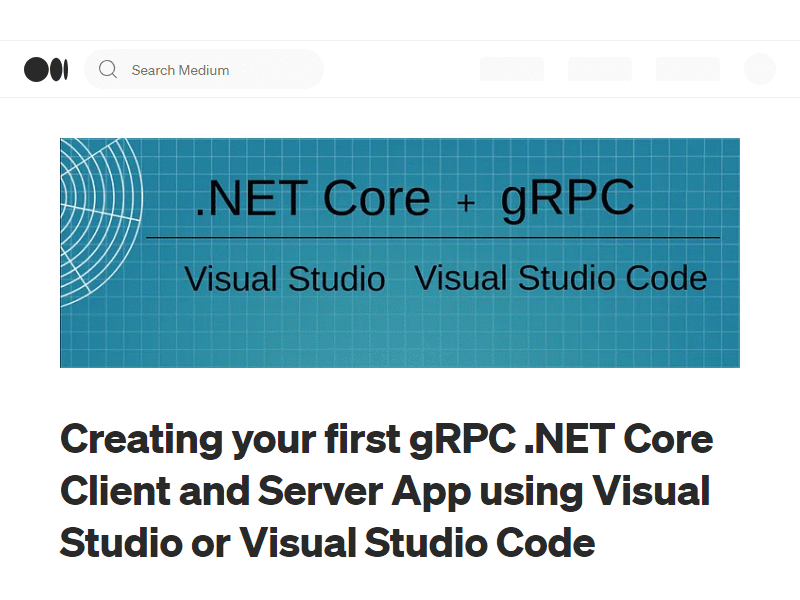 Search Medium
.NET Core + gRPC
Visual Studio Visual Studio Code
Creating your first gRPC .NET Core
Client and Server App using Visual
Studio or Visual Studio Code